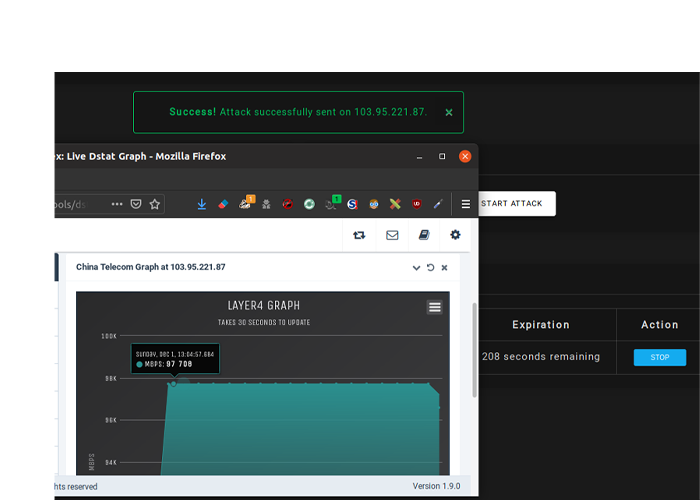 Success! Attack successfully sent on 103.95.221.87.
ex: Live Dstat Graph - Mozilla Firefox
ools/ds
START ATTACK
China Telecom Graph at 103.95.221.87
LAYER4 GRAPH
TAKES 30 SECONDS TO UPDATE
100K
Sunday, Dec 1, 13:04:57.664
MBPS: 97 708
98K
96K
94K
MBPS
Expiration
Action
208 seconds remaining
STOP
hts reserved
Version 1.9.0